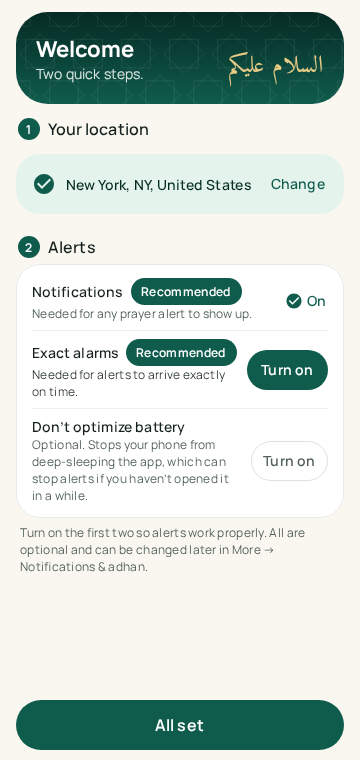 Welcome
Two quick steps.
السلام عليكم
1 Your location
New York, NY, United States Change
2 Alerts
Notifications Recommended
Needed for any prayer alert to show up.
On
Exact alarms Recommended
Needed for alerts to arrive exactly
on time.
Turn on
Don't optimize battery
Optional. Stops your phone from
deep-sleeping the app, which can
stop alerts if you haven't opened it
in a while.
Turn on
Turn on the first two so alerts work properly. All are
optional and can be changed later in More →
Notifications & adhan.
All set